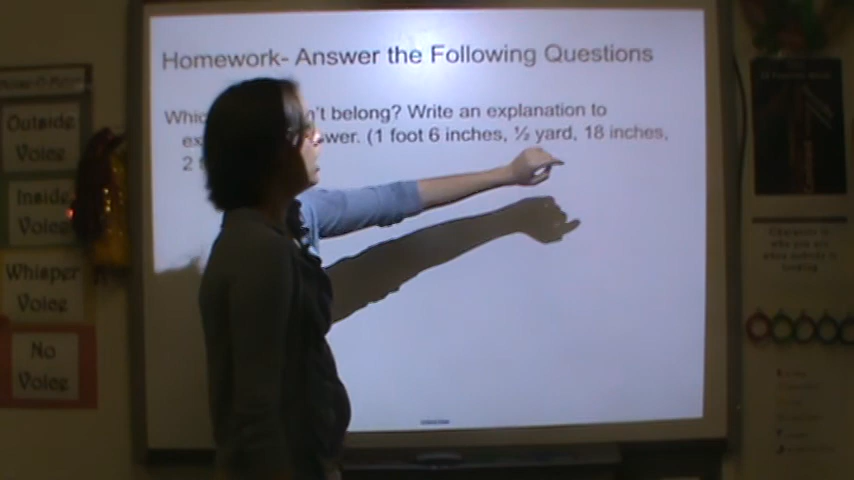 Homework- Answer the Following Questions
't belong? Write an explanation to
wer. (1 foot 6 inches, ½ yard, 18 inches,
2
Outside
Voice
Inside
Voice
Whisper
Voice
No
Voice